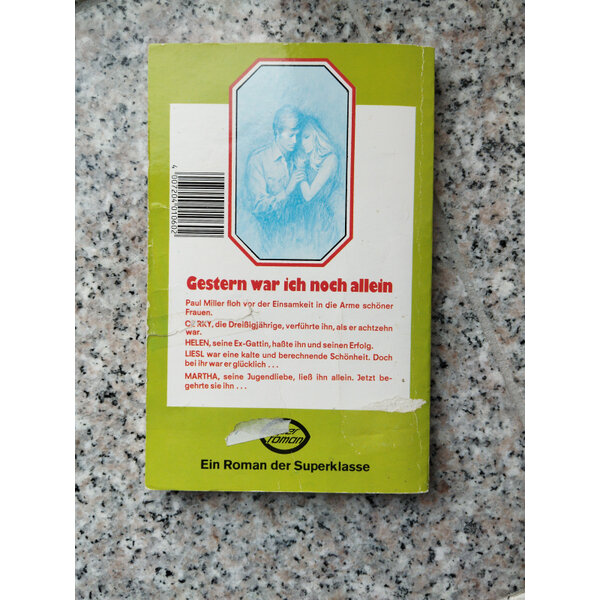 4 007204 010602
Gestern war ich noch allein
Paul Miller floh vor der Einsamkeit in die Arme schöner
Frauen.
die Dreißigjährige, verführte ihn, als er achtzehn
war.
HELEN, seine Ex-Gattin, haßte ihn und seinen Erfolg.
LIESL war eine kalte und berechnende Schönheit. Doch
bei ihr war er glücklich . . .
MARTHA, seine Jugendliebe, ließ ihn allein. Jetzt be-
gehrte sie ihn . . .
roman
Ein Roman der Superklasse